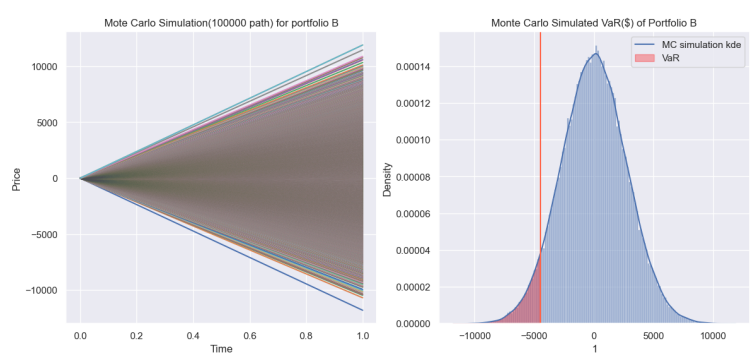 Mote Carlo Simulation(100000 path) for portfolio B
10000
5000
0
−5000
−10000
Price
0.0 0.2 0.4 0.6 0.8 1.0
Time
Monte Carlo Simulated VaR($) of Portfolio B
MC simulation kde
VaR
0.00014
0.00012
0.00010
0.00008
0.00006
0.00004
0.00002
0.00000
Density
−10000 −5000 0 5000 10000
1